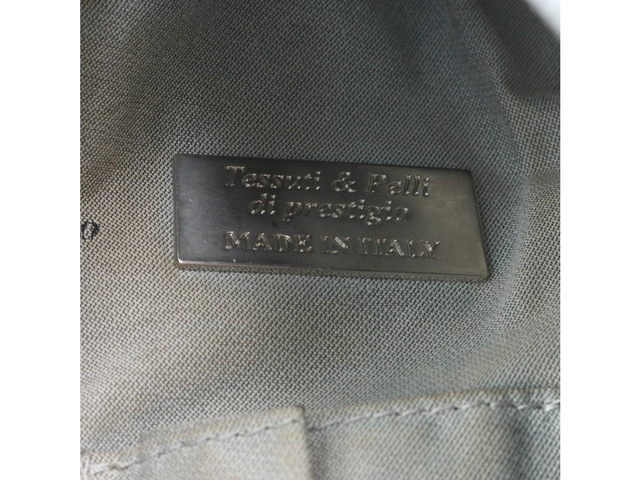 Tessuti & Pelli
di prestigio
MADE IN ITALY